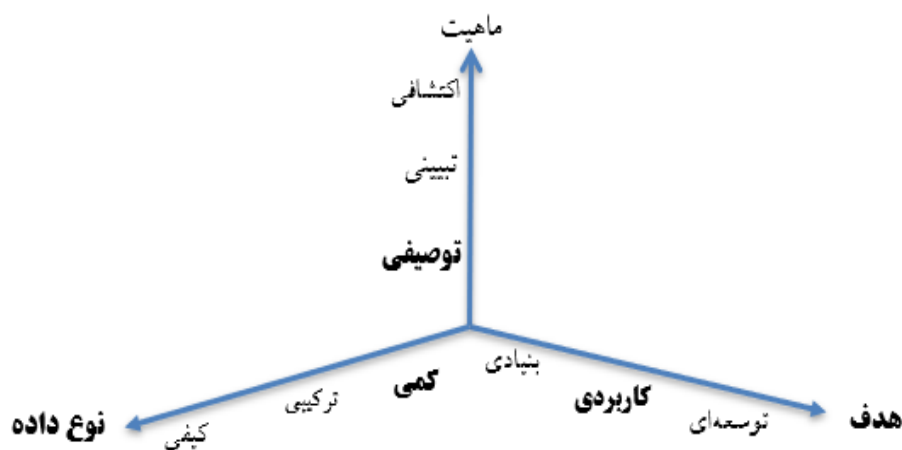 ماهیت
اکتشافی
تبیینی
توصیفی
بنیادی
کاربردی
توسعه‌ای
هدف
کمی
ترکیبی
کیفی
نوع داده